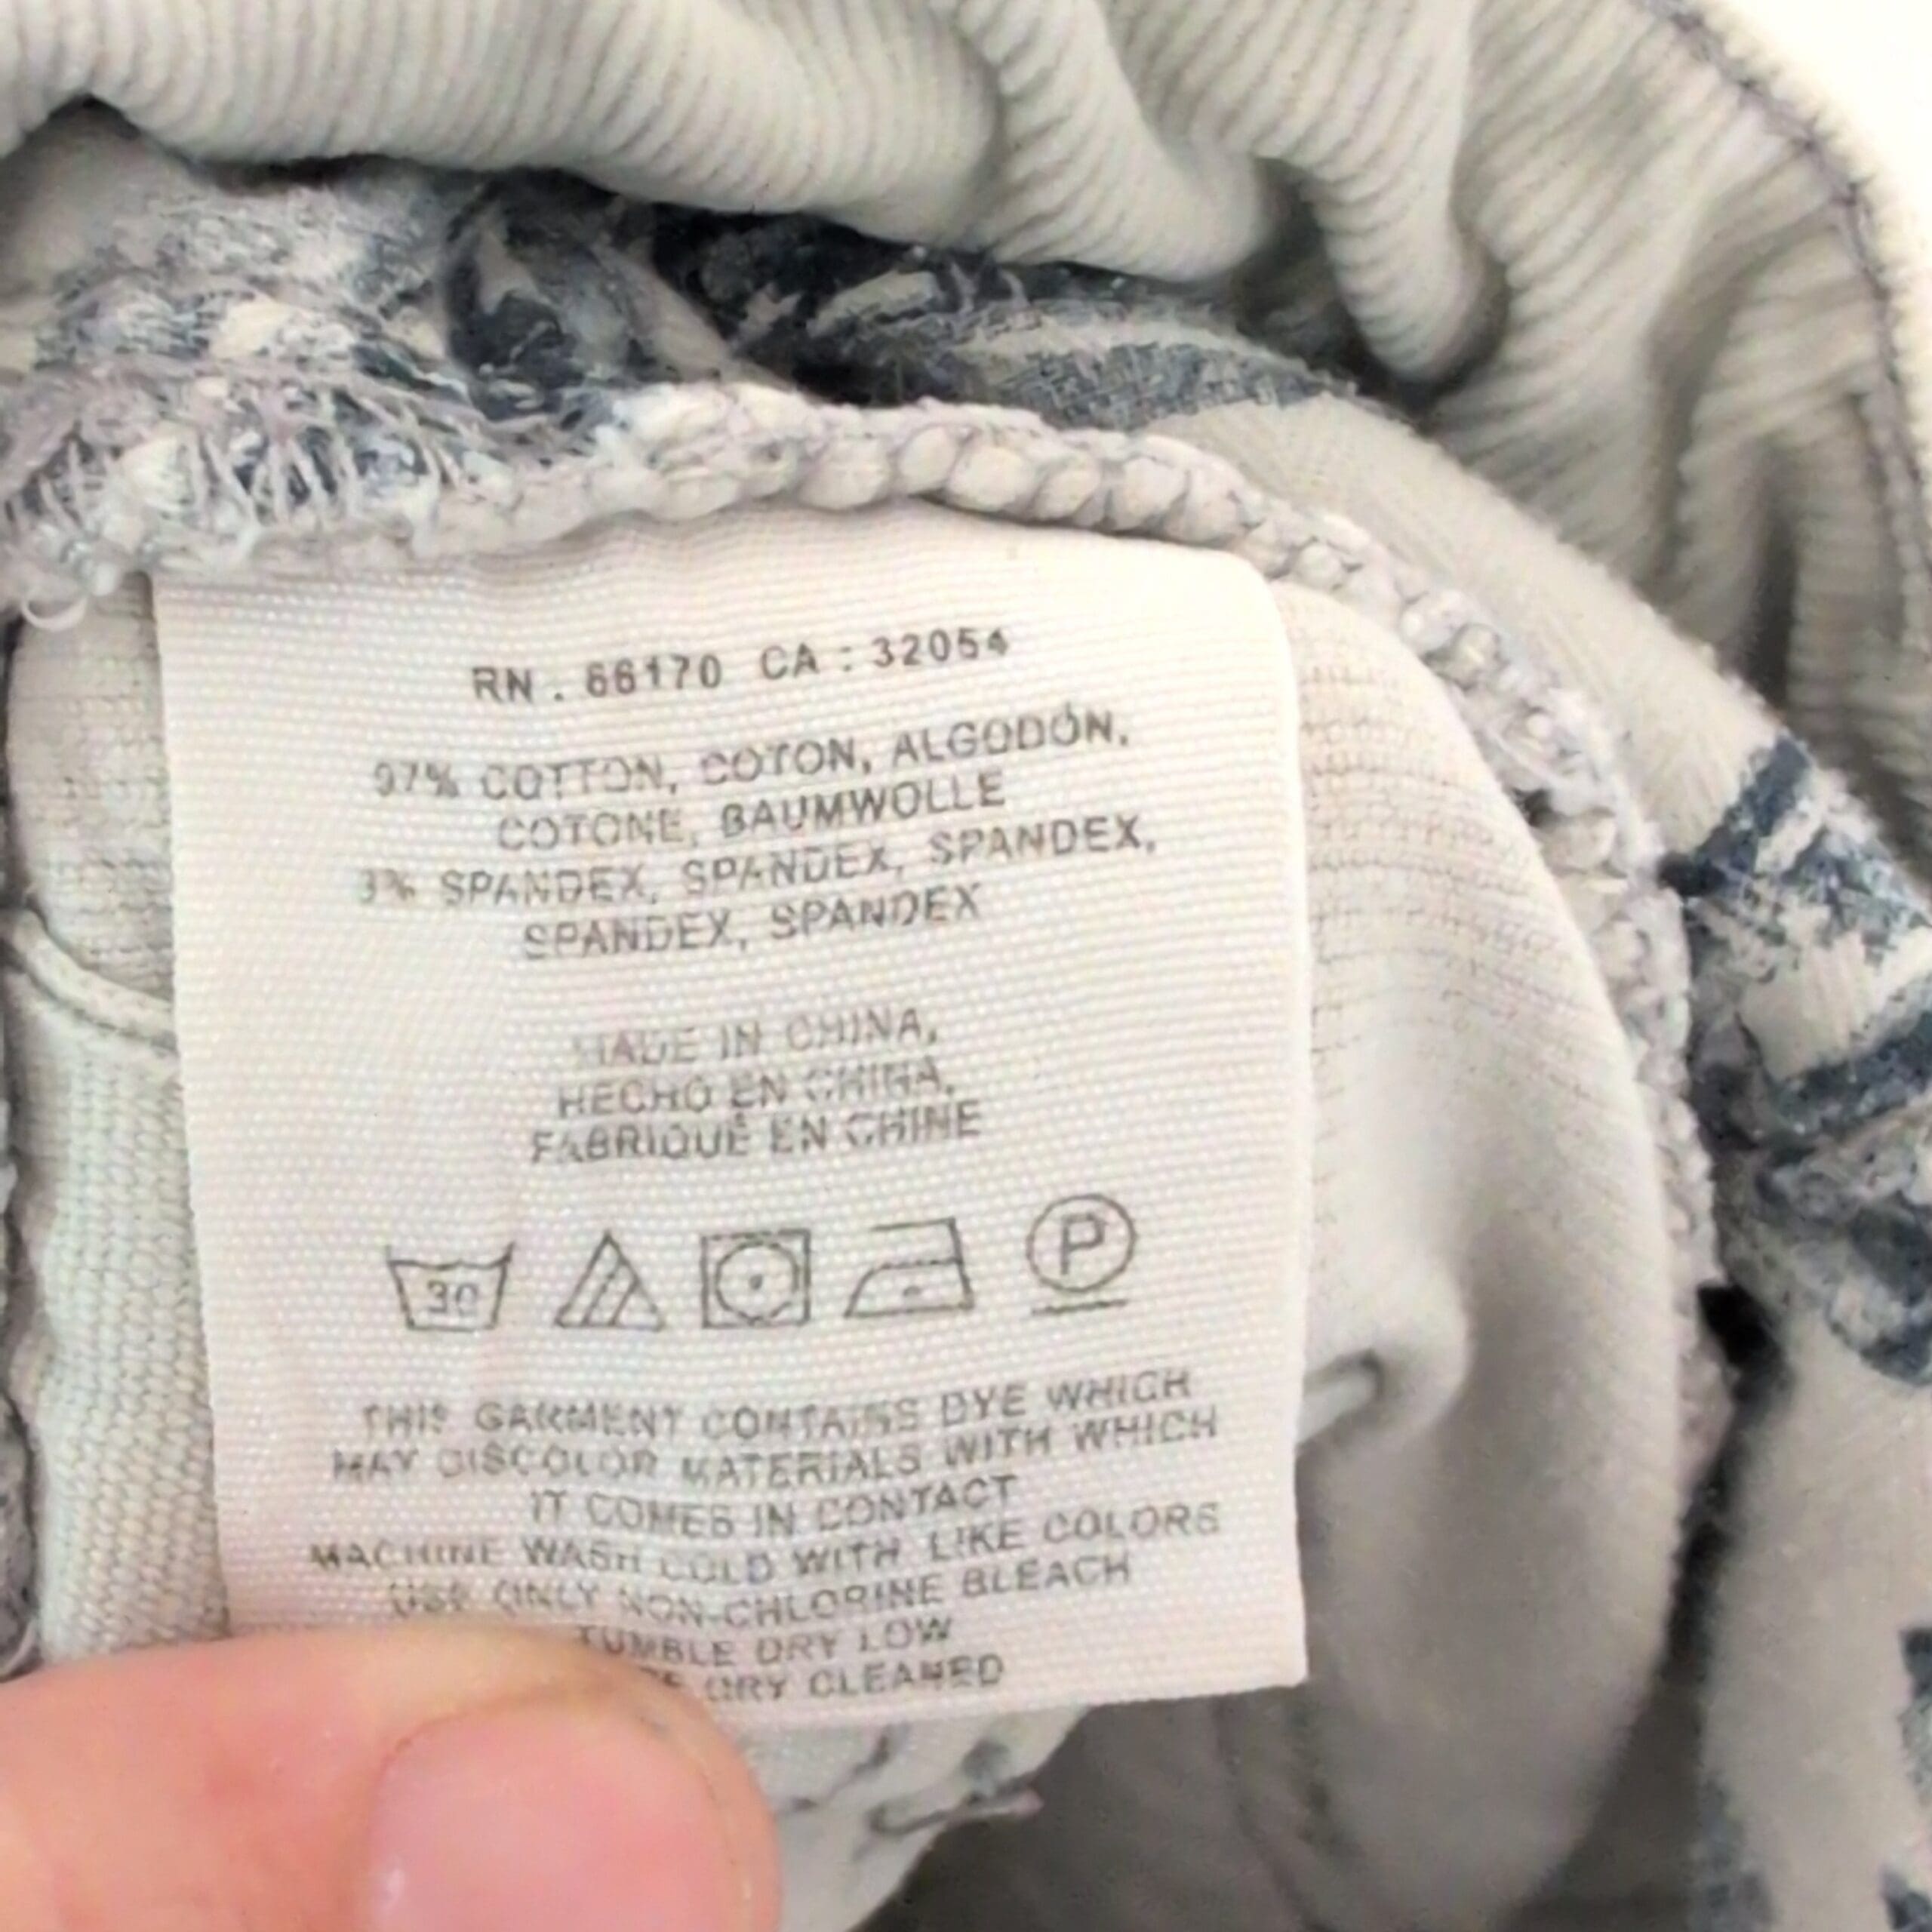 RN . 66170 CA : 32054
97% COTTON, COTON, ALGODÓN,
COTONE, BAUMWOLLE
3% SPANDEX, SPANDEX, SPANDEX,
SPANDEX, SPANDEX
MADE IN CHINA,
HECHO EN CHINA,
FABRIQUÉ EN CHINE
30
P
THIS GARMENT CONTAINS DYE WHICH
MAY DISCOLOR MATERIALS WITH WHICH
IT COMES IN CONTACT
MACHINE WASH COLD WITH LIKE COLORS
USE ONLY NON-CHLORINE BLEACH
TUMBLE DRY LOW
DRY CLEANED